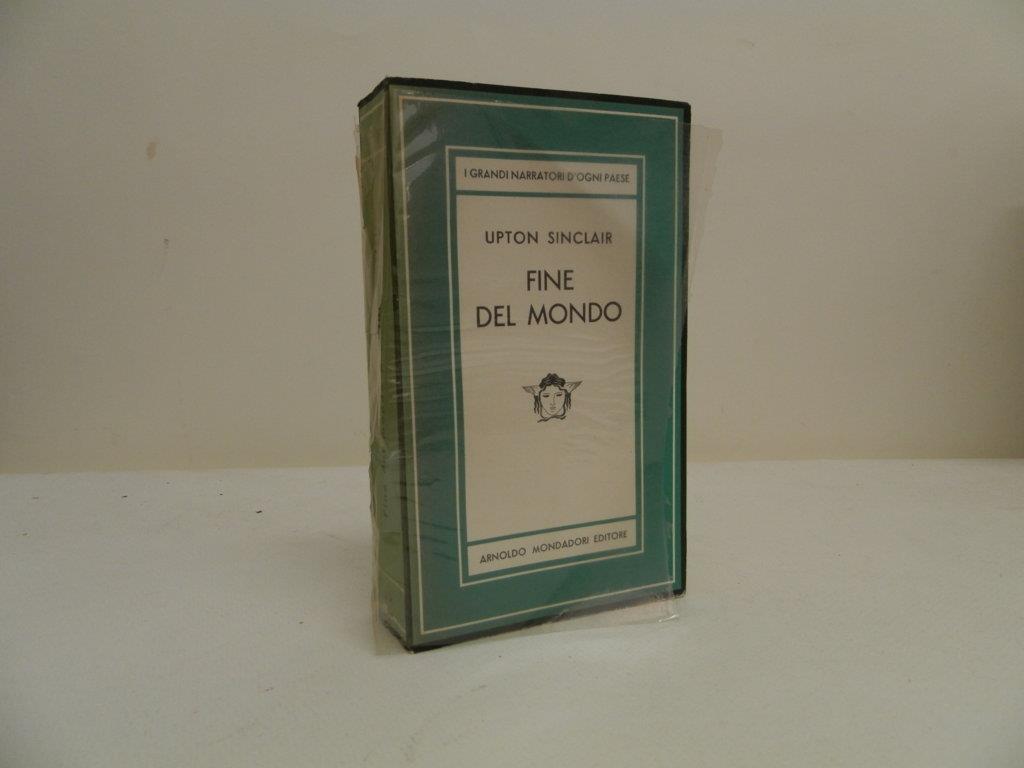 I GRANDI NARRATORI D'OGNI PAESE
UPTON SINCLAIR
FINE
DEL MONDO
ARNOLDO MONDADORI EDITORE